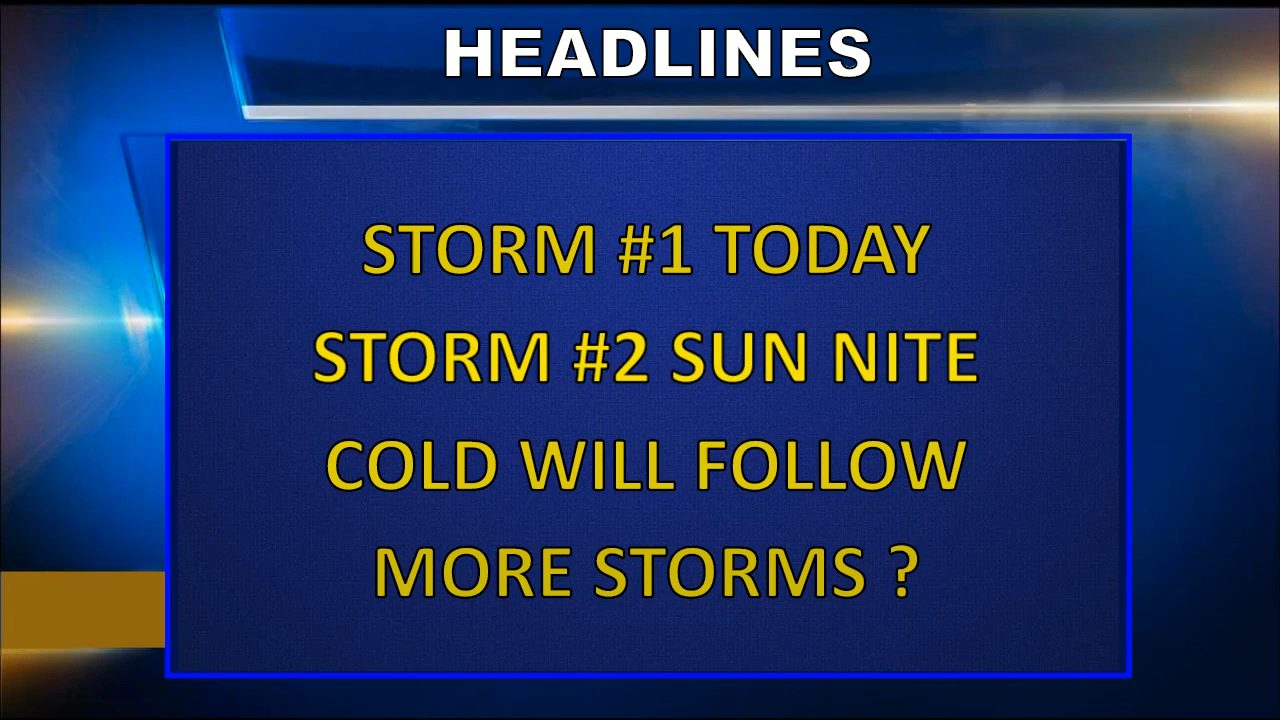 HEADLINES
STORM #1 TODAY
STORM #2 SUN NITE
COLD WILL FOLLOW
MORE STORMS ?